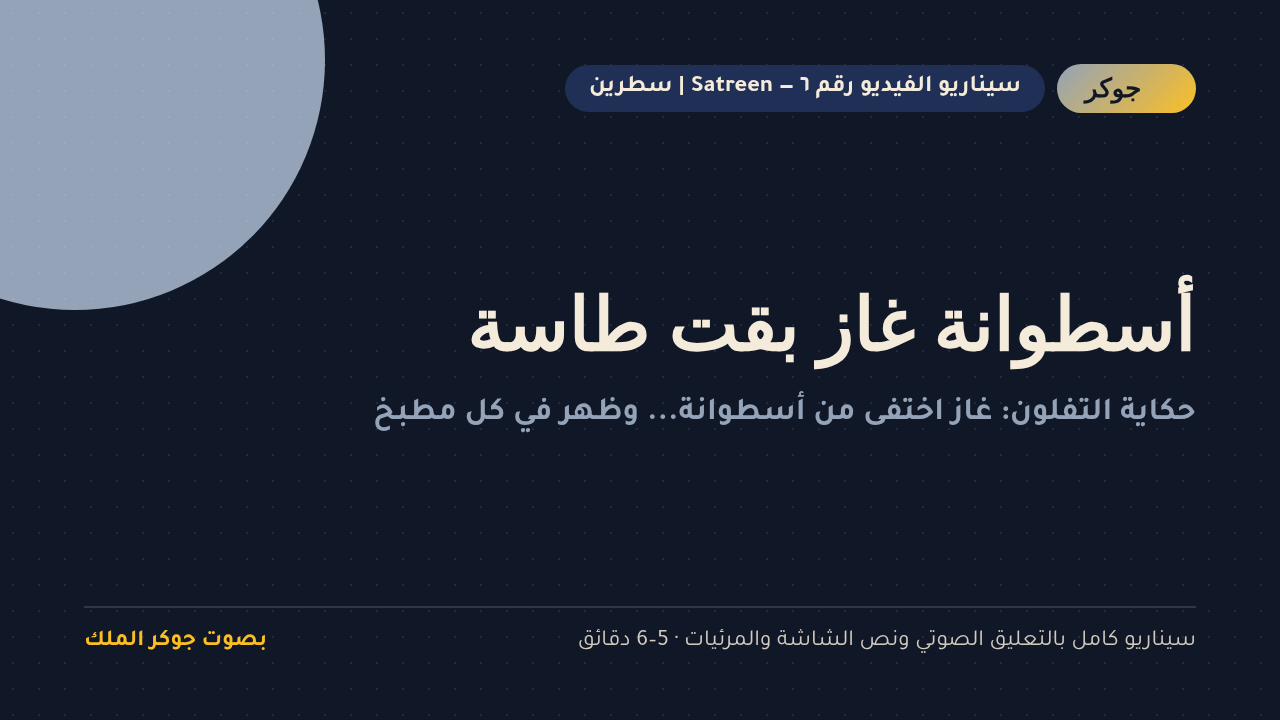 جوكر
سيناريو الفيديو رقم ٦ — Satreen | سطرين
أسطوانة غاز بقت طاسة
حكاية التفلون: غاز اختفى من أسطوانة... وظهر في كل مطبخ
سيناريو كامل بالتعليق الصوتي ونص الشاشة والمرئيات · 5–6 دقائق
بصوت جوكر الملك